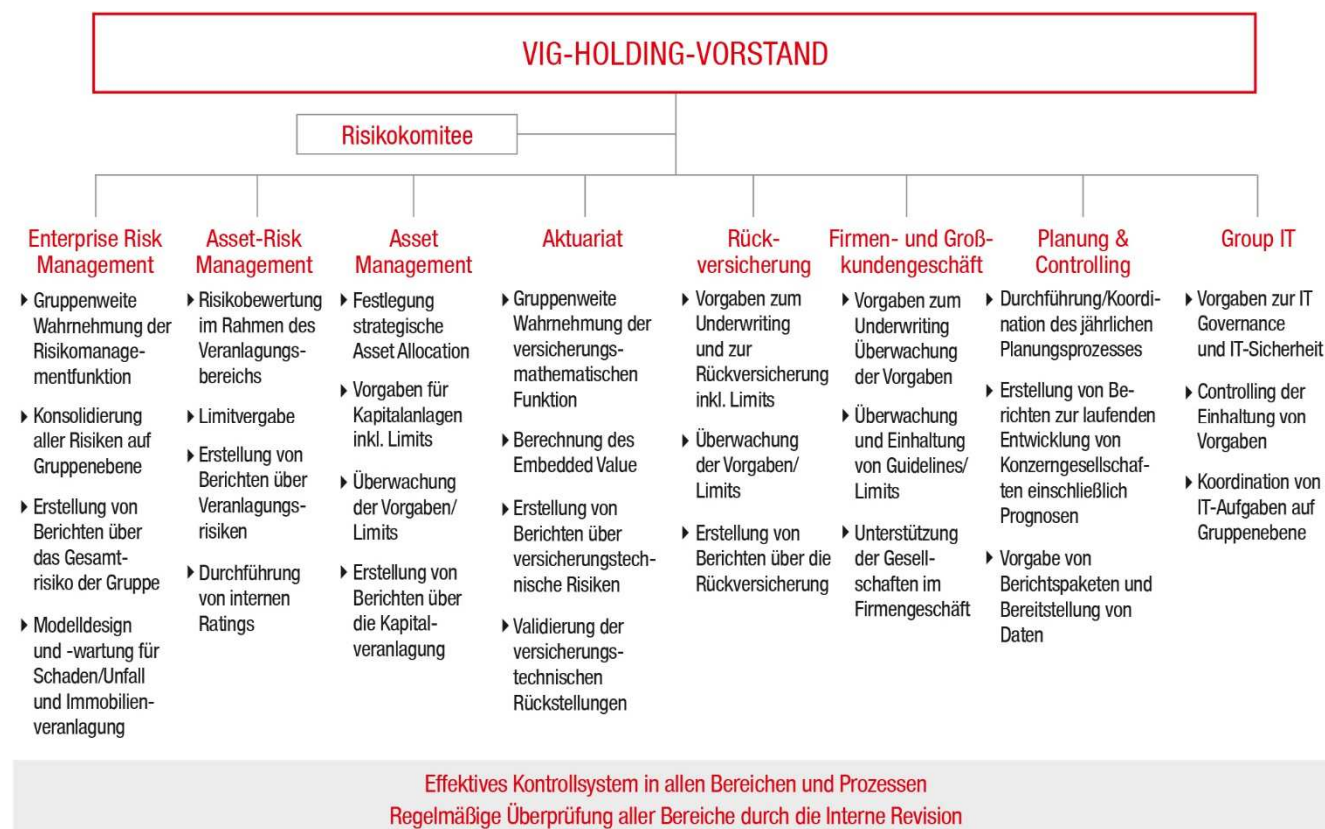 VIG-HOLDING-VORSTAND
Risikokomitee
Enterprise Risk
Management
▸ Gruppenweite
Wahrnehmung der
Risikomanage-
mentfunktion
▸ Konsolidierung
aller Risiken auf
Gruppenebene
▸ Erstellung von
Berichten über
das Gesamt-
risiko der Gruppe
▸ Modelldesign
und -wartung für
Schaden/Unfall
und Immobilien-
veranlagung
Asset-Risk
Management
▸ Risikobewertung
im Rahmen des
Veranlagungs-
bereichs
▸ Limitvergabe
▸ Erstellung von
Berichten über
Veranlagungs-
risiken
▸ Durchführung
von internen
Ratings
Asset
Management
▸ Festlegung
strategische
Asset Allocation
▸ Vorgaben für
Kapitalanlagen
inkl. Limits
▸ Überwachung
der Vorgaben/
Limits
▸ Erstellung von
Berichten über
die Kapital-
veranlagung
Aktuariat
▸ Gruppenweite
Wahrnehmung der
versicherungs-
mathematischen
Funktion
▸ Berechnung des
Embedded Value
▸ Erstellung von
Berichten über
versicherungstech-
nische Risiken
▸ Validierung der
versicherungs-
technischen
Rückstellungen
Rück-
versicherung
▸ Vorgaben zum
Underwriting
und zur
Rückversicherung
inkl. Limits
▸ Überwachung
der Vorgaben/
Limits
▸ Erstellung von
Berichten über die
Rückversicherung
Firmen- und Groß-
kundengeschäft
▸ Vorgaben zum
Underwriting
Überwachung
der Vorgaben
▸ Überwachung
und Einhaltung
von Guidelines/
Limits
▸ Unterstützung
der Gesell-
schaften im
Firmengeschäft
Planung &
Controlling
▸ Durchführung/Koordi-
nation des jährlichen
Planungsprozesses
▸ Erstellung von Be-
richten zur laufenden
Entwicklung von
Konzerngesellschaf-
ten einschließlich
Prognosen
▸ Vorgabe von
Berichtspaketen und
Bereitstellung von
Daten
Group IT
▸ Vorgaben zur IT
Governance
und IT-Sicherheit
▸ Controlling der
Einhaltung von
Vorgaben
▸ Koordination von
IT-Aufgaben auf
Gruppenebene
Effektives Kontrollsystem in allen Bereichen und Prozessen
Regelmäßige Überprüfung aller Bereiche durch die Interne Revision